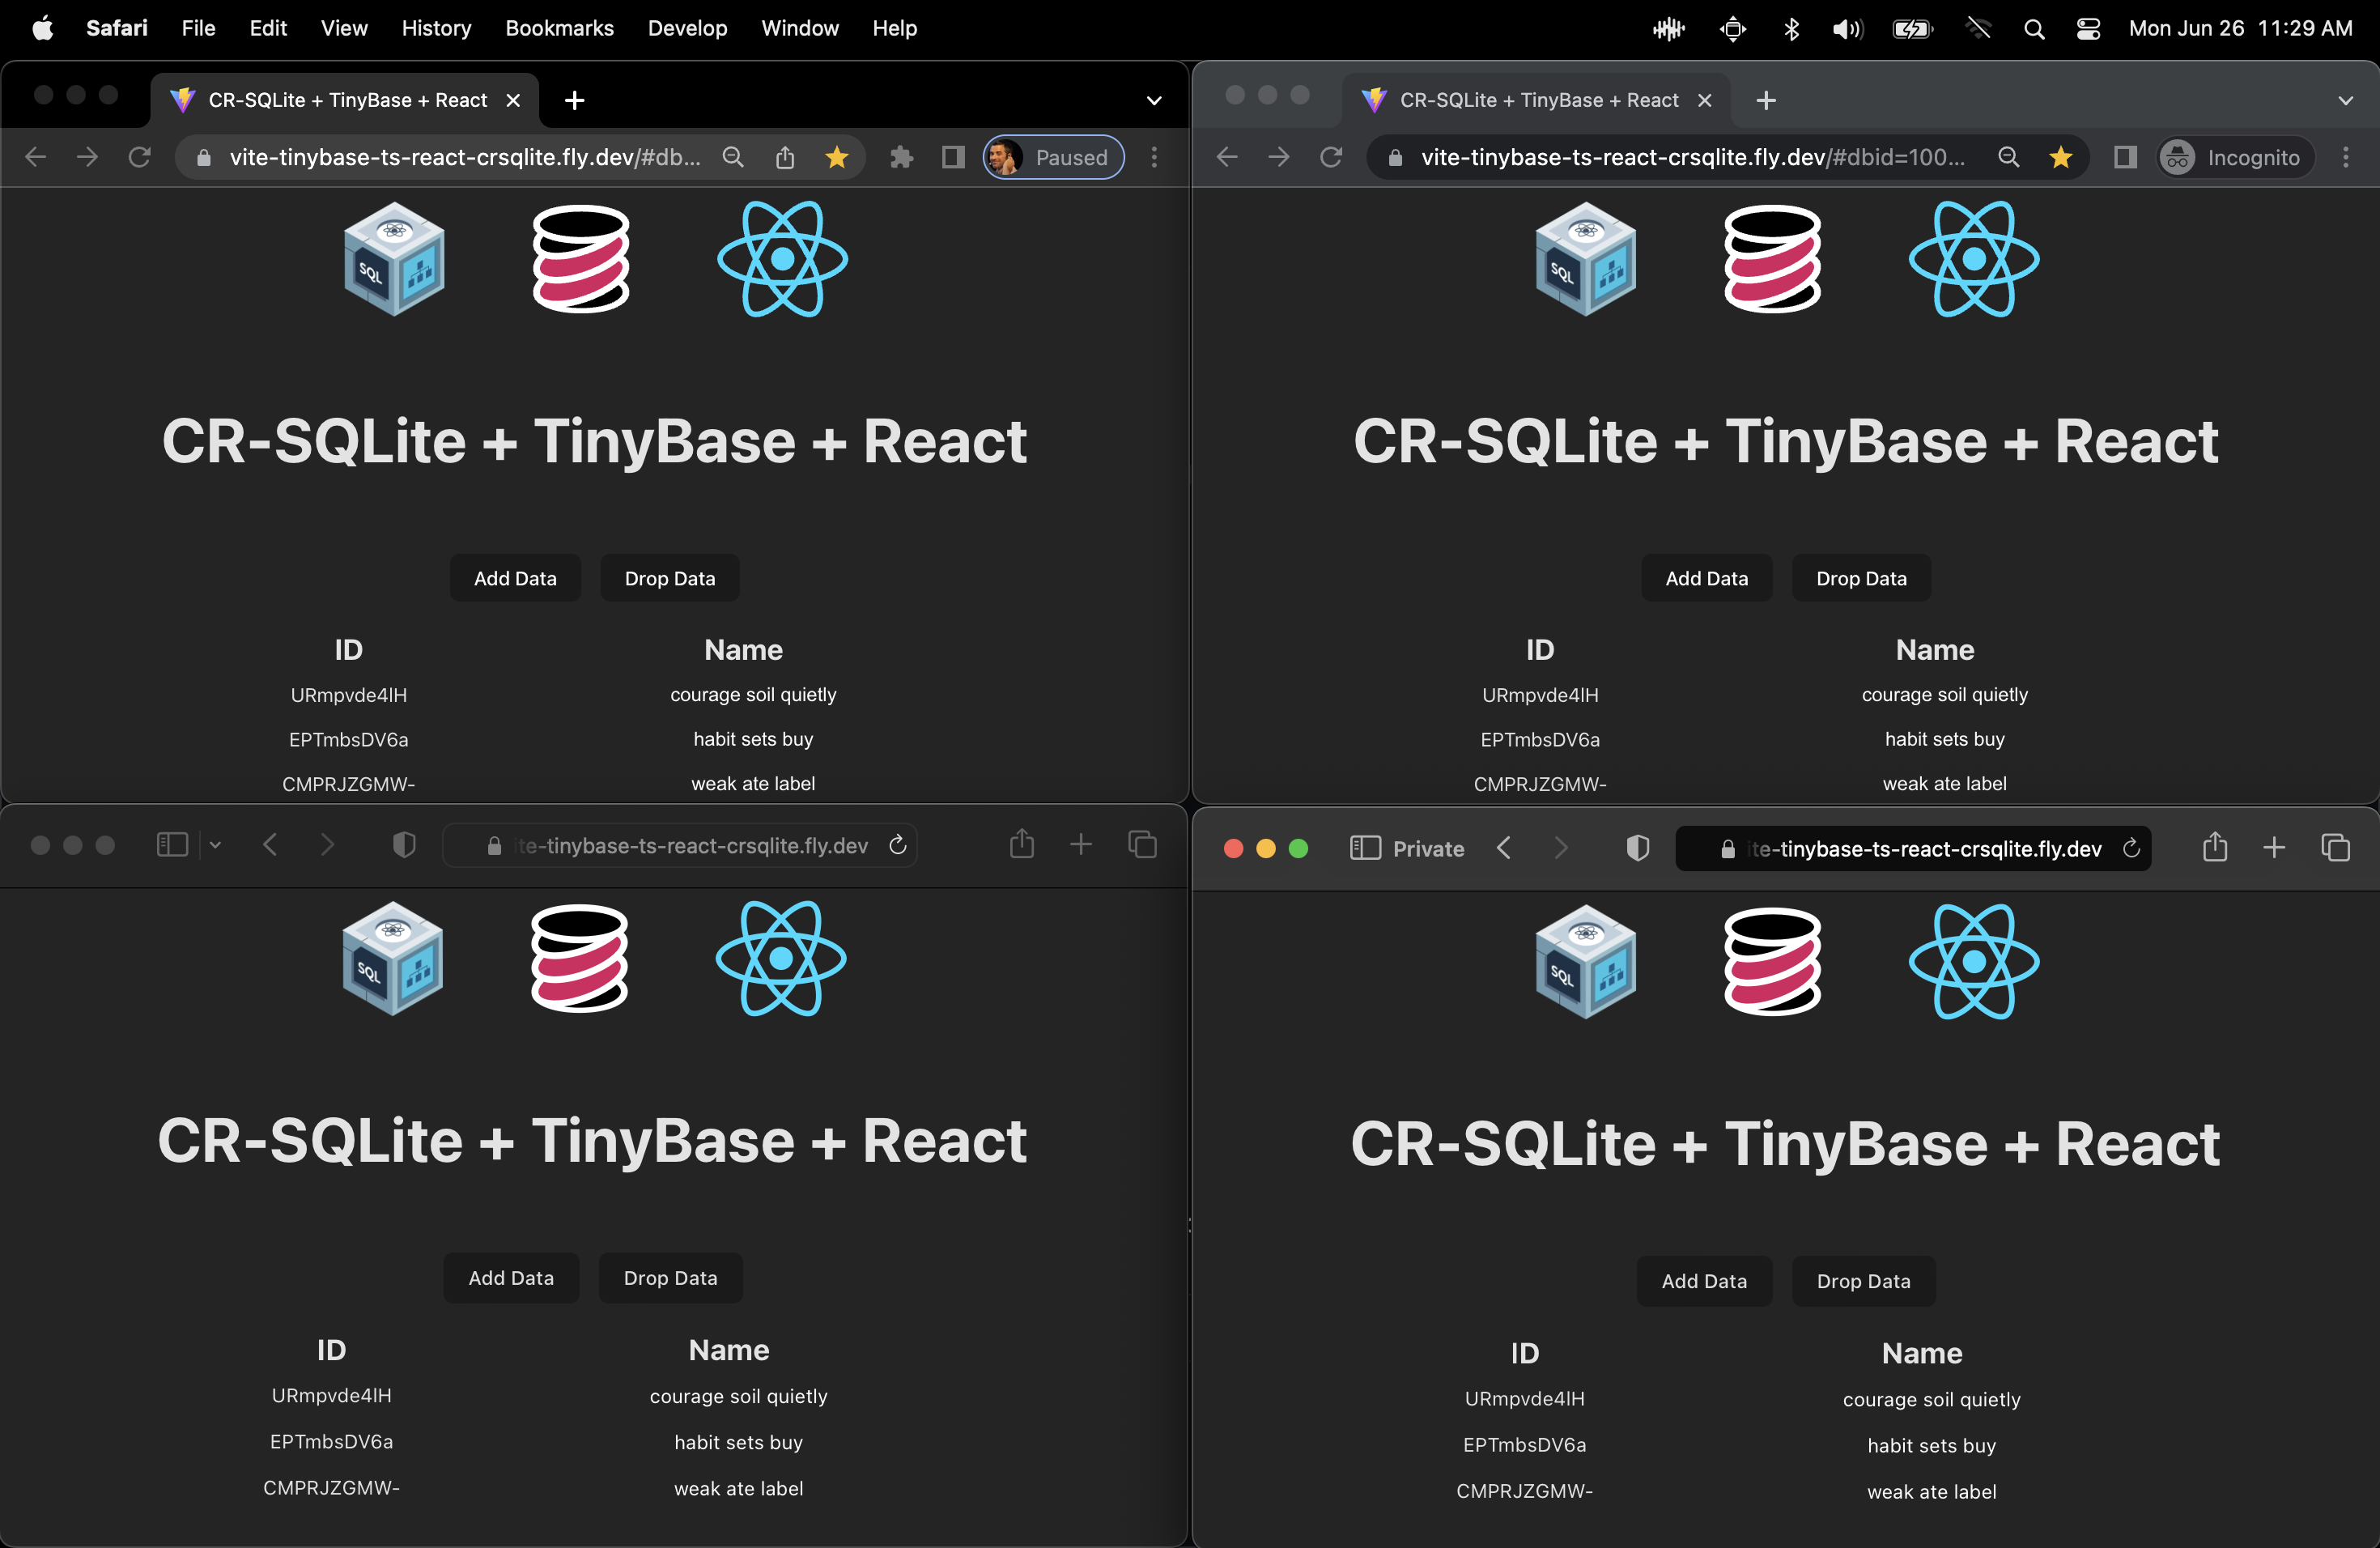 Safari File Edit View History Bookmarks Develop Window Help Mon Jun 26 11:29 AM
CR-SQLite + TinyBase + React
vite-tinybase-ts-react-crsqlite.fly.dev/#db... Paused
SQL
CR-SQLite + TinyBase + React
Add Data Drop Data
ID Name
URmpvde4lH courage soil quietly
EPTmbsDV6a habit sets buy
CMPRJZGMW- weak ate label
CR-SQLite + TinyBase + React
vite-tinybase-ts-react-crsqlite.fly.dev/#dbid=100... Incognito
SQL
CR-SQLite + TinyBase + React
Add Data Drop Data
ID Name
URmpvde4lH courage soil quietly
EPTmbsDV6a habit sets buy
CMPRJZGMW- weak ate label
ite-tinybase-ts-react-crsqlite.fly.dev
SQL
CR-SQLite + TinyBase + React
Add Data Drop Data
ID Name
URmpvde4lH courage soil quietly
EPTmbsDV6a habit sets buy
CMPRJZGMW- weak ate label
Private ite-tinybase-ts-react-crsqlite.fly.dev
SQL
CR-SQLite + TinyBase + React
Add Data Drop Data
ID Name
URmpvde4lH courage soil quietly
EPTmbsDV6a habit sets buy
CMPRJZGMW- weak ate label